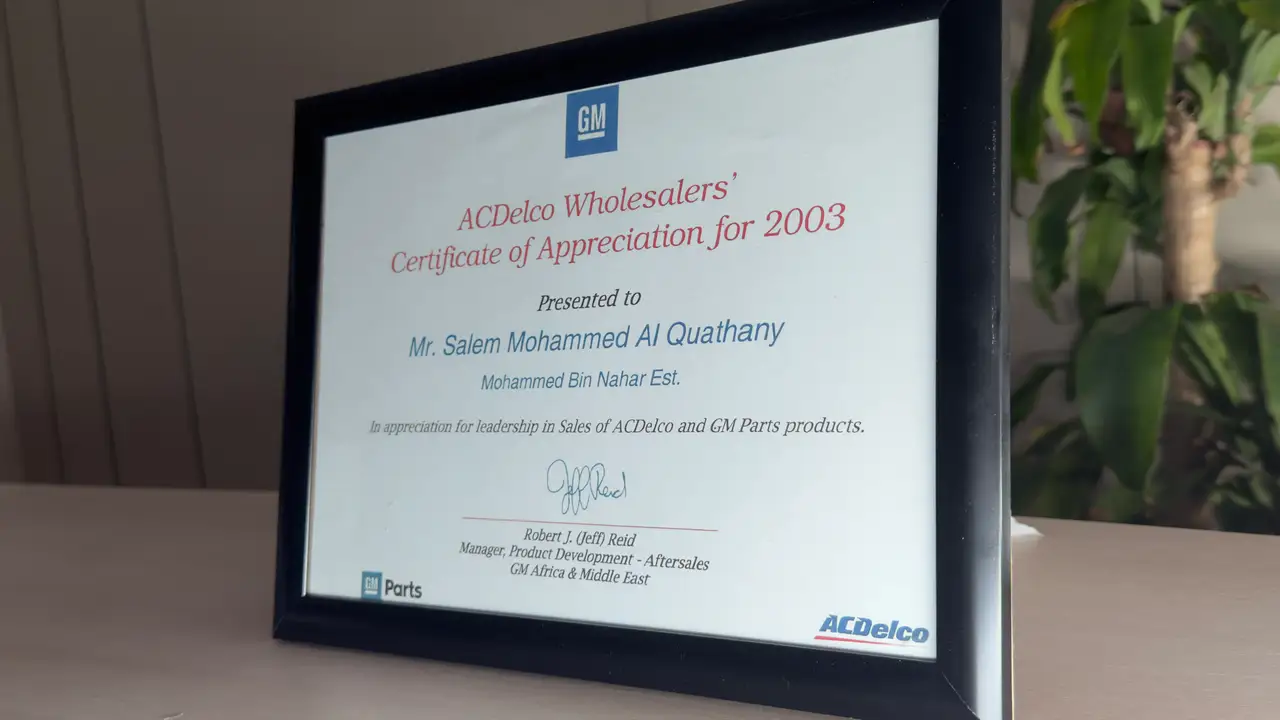 GM
ACDelco Wholesalers’
Certificate of Appreciation for 2003
Presented to
Mr. Salem Mohammed Al Quathany
Mohammed Bin Nahar Est.
In appreciation for leadership in Sales of ACDelco and GM Parts products.
Jeff Reid
Robert J. (Jeff) Reid
Manager, Product Development - Aftersales
GM Africa & Middle East
GM Parts
ACDelco